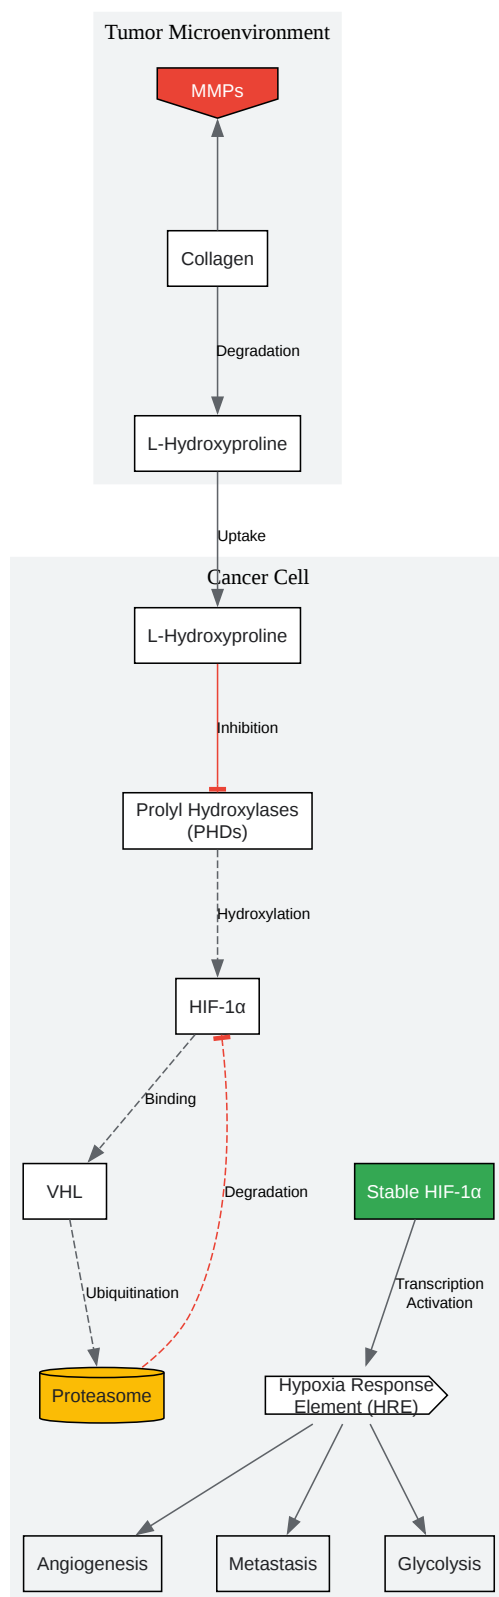 Tumor Microenvironment
MMPs
Collagen
Degradation
L-Hydroxyproline
Uptake
Cancer Cell
L-Hydroxyproline
Inhibition
Prolyl Hydroxylases
(PHDs)
Hydroxylation
HIF-1α
Binding
VHL
Degradation
Stable HIF-1α
Ubiquitination
Transcription
Activation
Proteasome
Hypoxia Response
Element (HRE)
Angiogenesis
Metastasis
Glycolysis